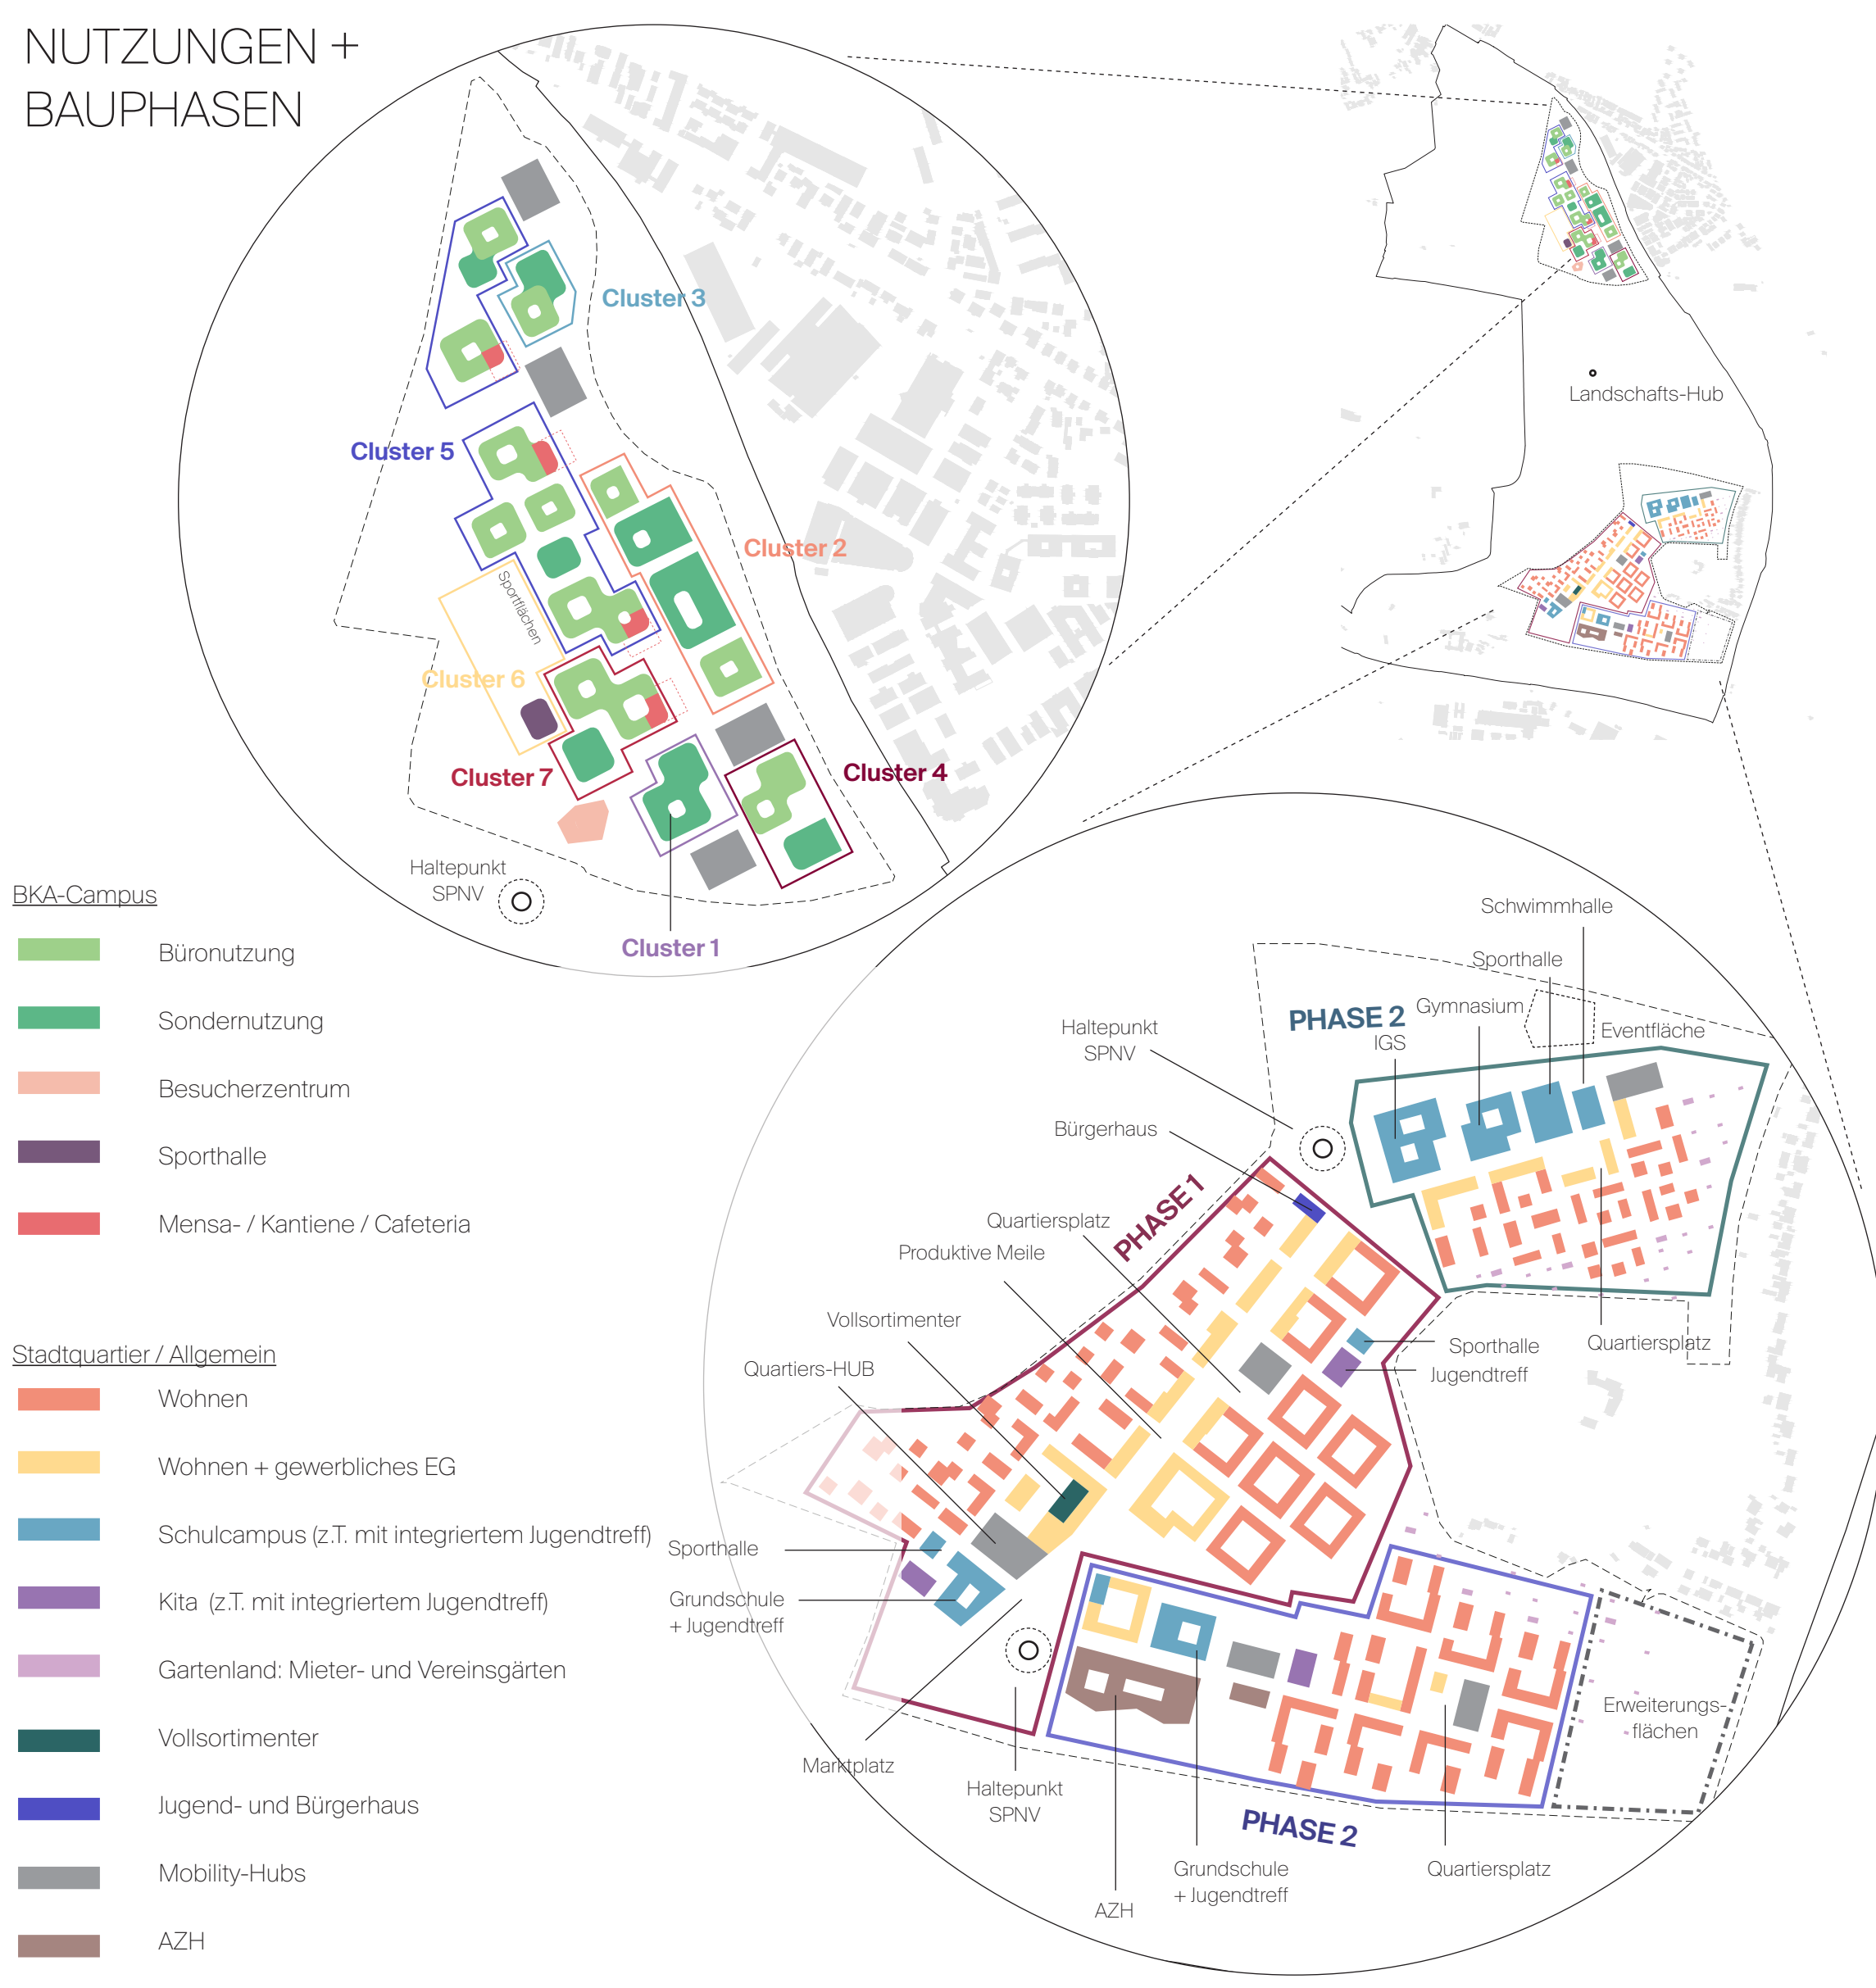 NUTZUNGEN +
BAUPHASEN
Cluster 3
Cluster 5
Cluster 2
Sportflächen
Cluster 6
Cluster 7
Cluster 4
Haltepunkt
SPNV
Cluster 1
Landschafts-Hub
BKA-Campus
Büronutzung
Sondernutzung
Besucherzentrum
Sporthalle
Mensa- / Kantiene / Cafeteria
Stadtquartier / Allgemein
Wohnen
Wohnen + gewerbliches EG
Schulcampus (z.T. mit integriertem Jugendtreff)
Kita (z.T. mit integriertem Jugendtreff)
Gartenland: Mieter- und Vereinsgärten
Vollsortimenter
Jugend- und Bürgerhaus
Mobility-Hubs
AZH
Schwimmhalle
Sporthalle
Gymnasium
PHASE 2
IGS
Eventfläche
Haltepunkt
SPNV
Bürgerhaus
PHASE 1
Quartiersplatz
Produktive Meile
Vollsortimenter
Quartiers-HUB
Sporthalle
Jugendtreff
Quartiersplatz
Sporthalle
Grundschule
+ Jugendtreff
Marktplatz
Haltepunkt
SPNV
Erweiterungs-
flächen
PHASE 2
Grundschule
+ Jugendtreff
Quartiersplatz
AZH